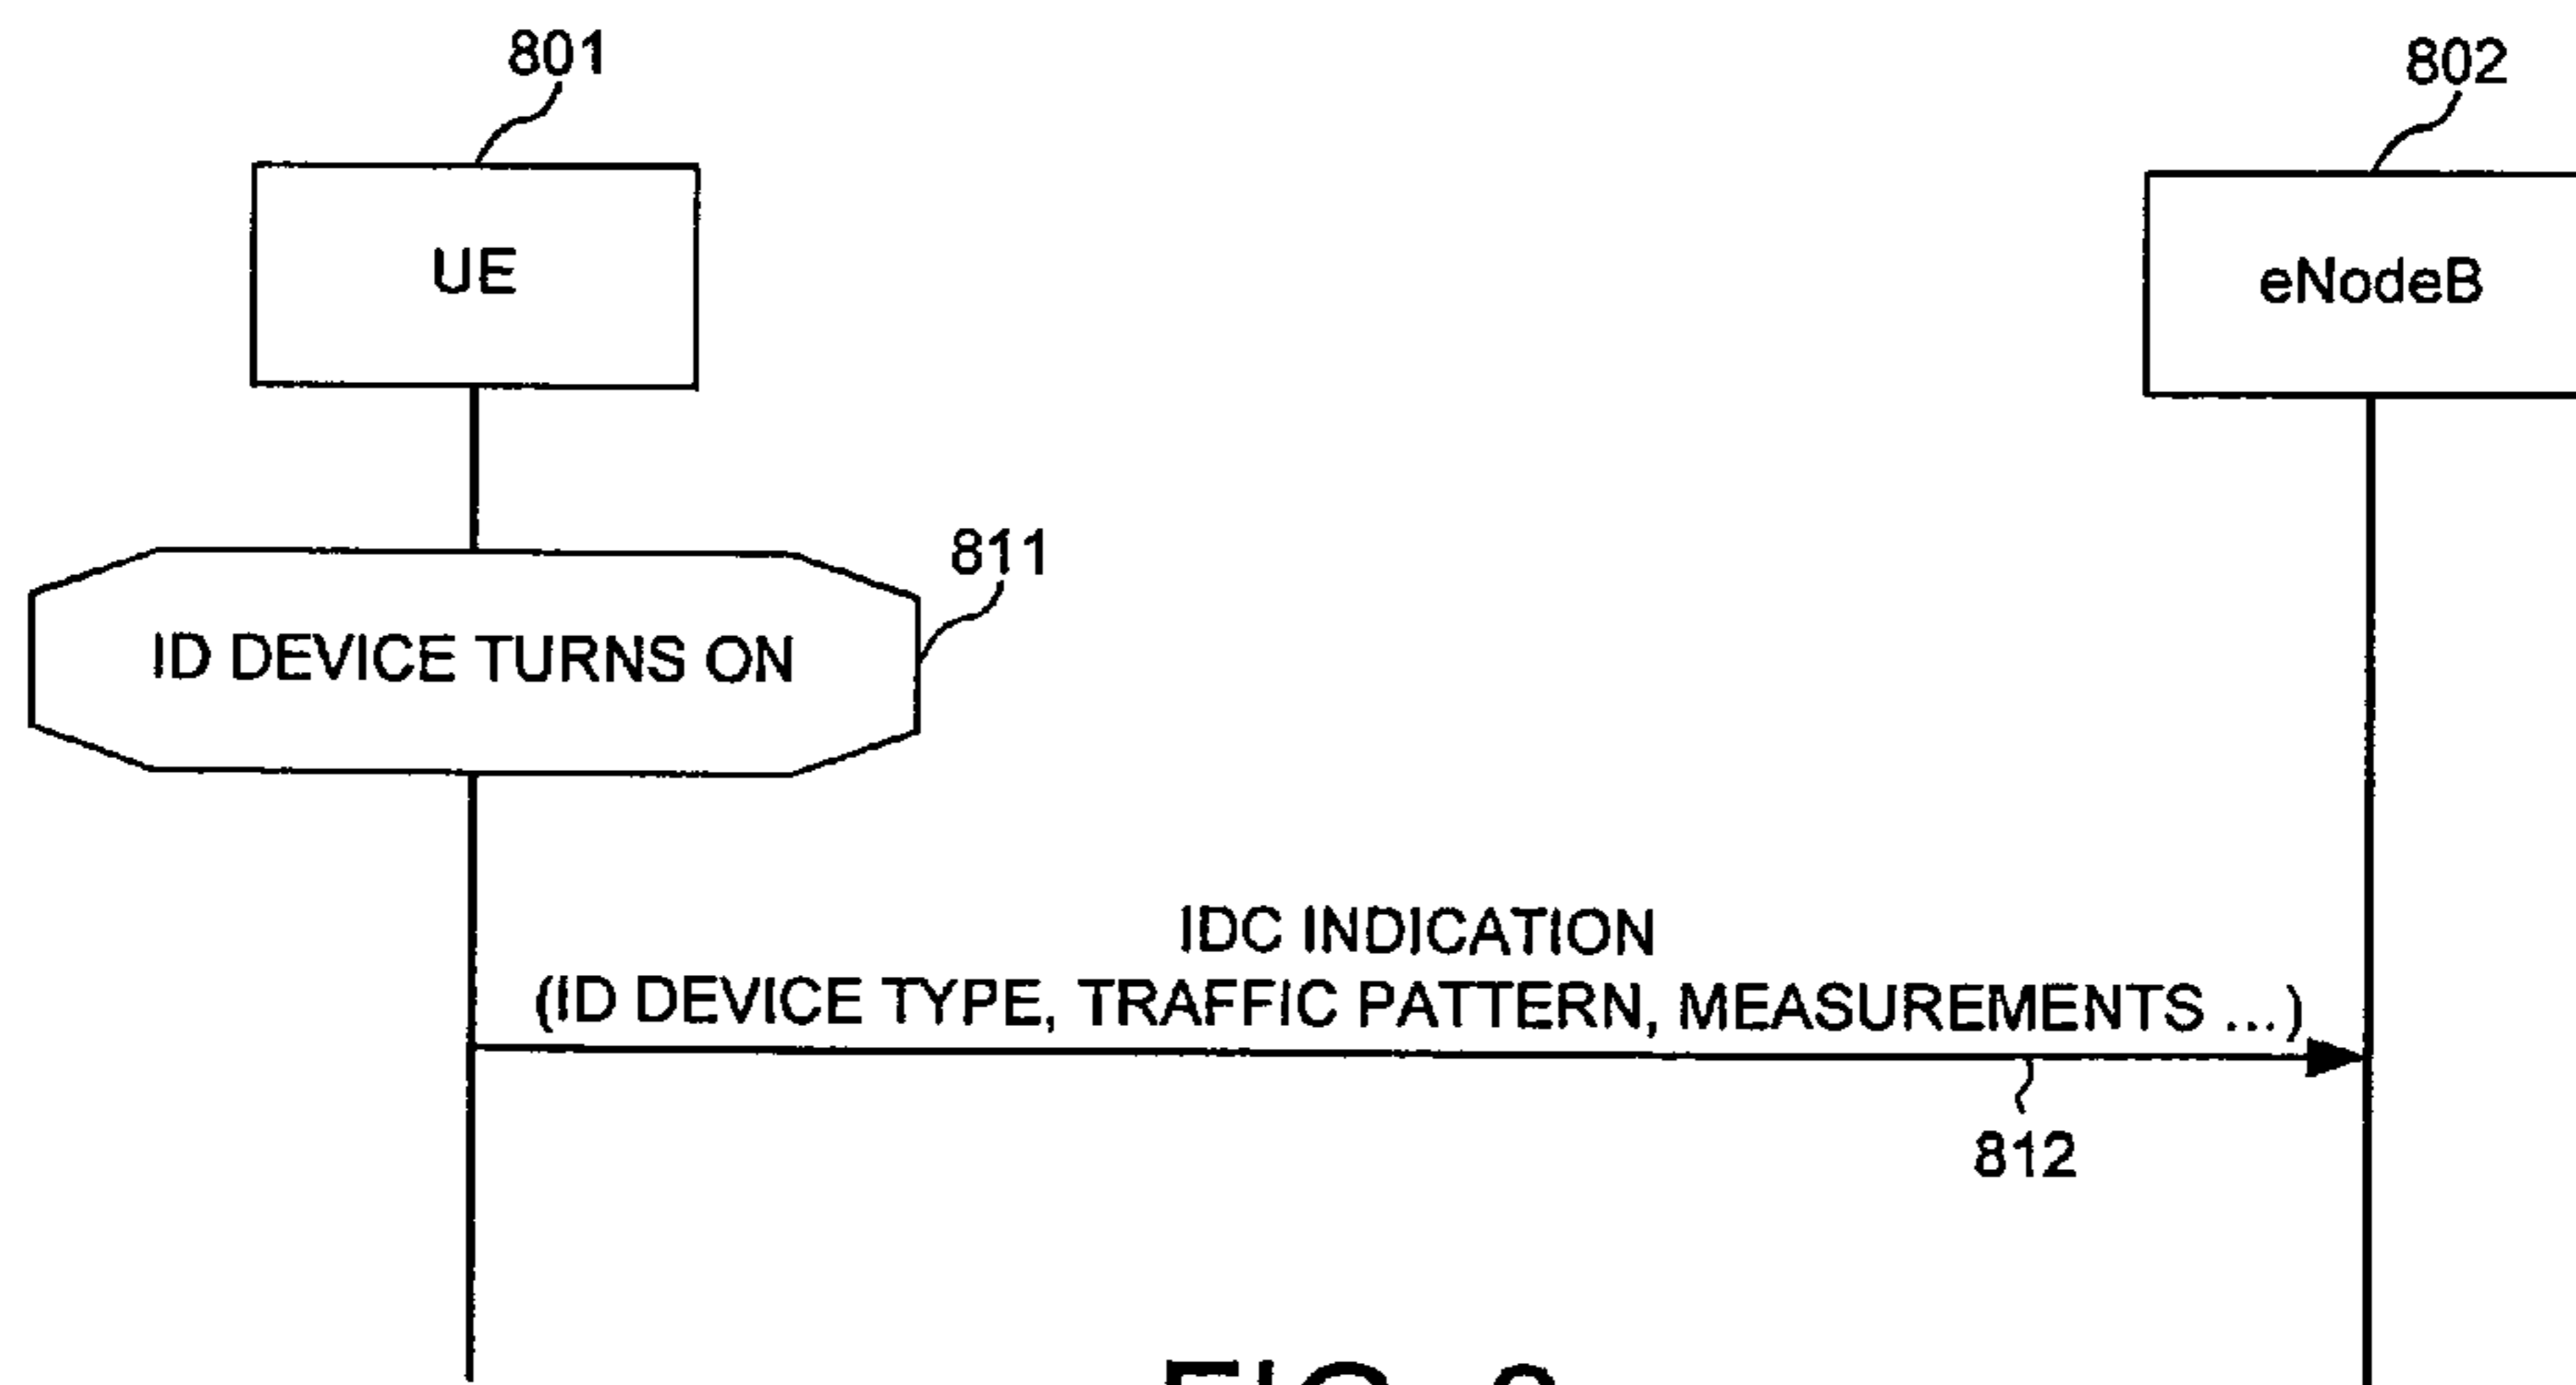 801
802
UE
eNodeB
811
ID DEVICE TURNS ON
IDC INDICATION
(ID DEVICE TYPE, TRAFFIC PATTERN, MEASUREMENTS ...)
812